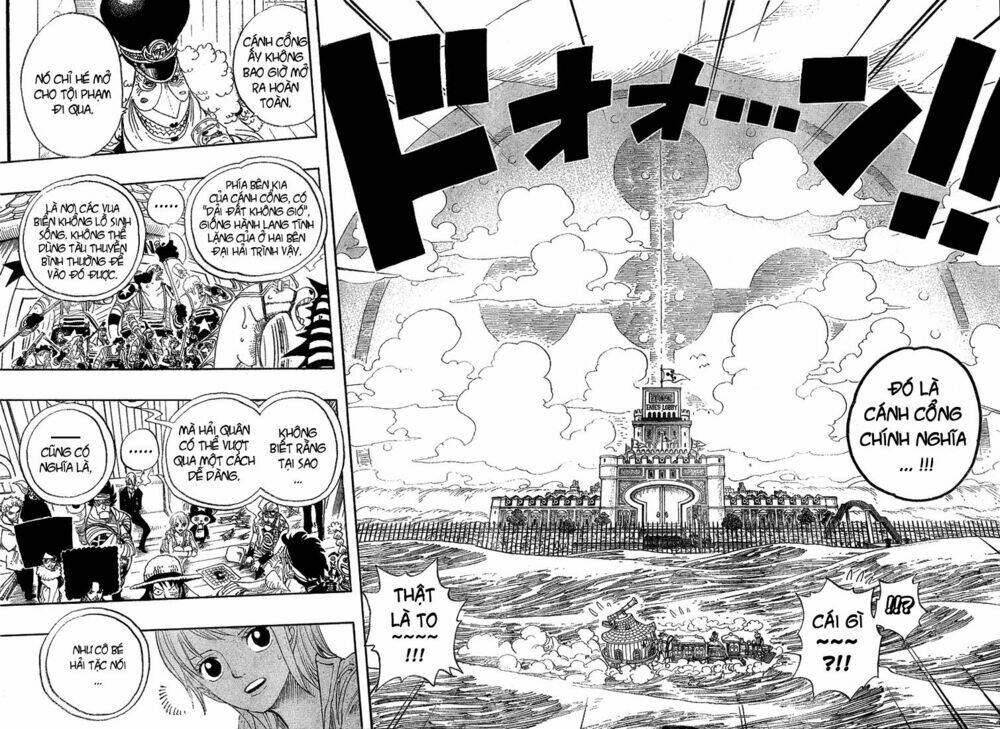 ドォォ…ン!!
ĐÓ LÀ
CÁNH CỔNG
CHÍNH NGHĨA
... !!!
ENIES LOBBY
!!?
CÁI GÌ
~~~
?!!
THẬT
LÀ TO
~~~~
!!!
CÁNH CỔNG
ẤY KHÔNG
BAO GIỜ MỞ
RA HOÀN
TOÀN.
NÓ CHỈ HÉ MỞ
CHO TỘI PHẠM
ĐI QUA.
PHÍA BÊN KIA
CỦA CÁNH CỔNG, CÓ
"DẢI ĐẤT KHÔNG GIÓ",
GIỐNG HÀNH LANG TĨNH
LẶNG CỦA Ở HAI BÊN
ĐẠI HẢI TRÌNH VẬY.
......
LÀ NƠI CÁC VUA
BIỂN KHỔNG LỒ SINH
SỐNG. KHÔNG THỂ
DÙNG TÀU THUYỀN
BÌNH THƯỜNG ĐỂ
VÀO ĐÓ ĐƯỢC.
KHÔNG
BIẾT RẰNG
TẠI SAO
...
MÀ HẢI QUÂN
CÓ THỂ VƯỢT
QUA MỘT CÁCH
DỄ DÀNG.
......
—
CŨNG CÓ
NGHĨA LÀ,
NHƯ CÔ BÉ
HẢI TẶC NÓI
...